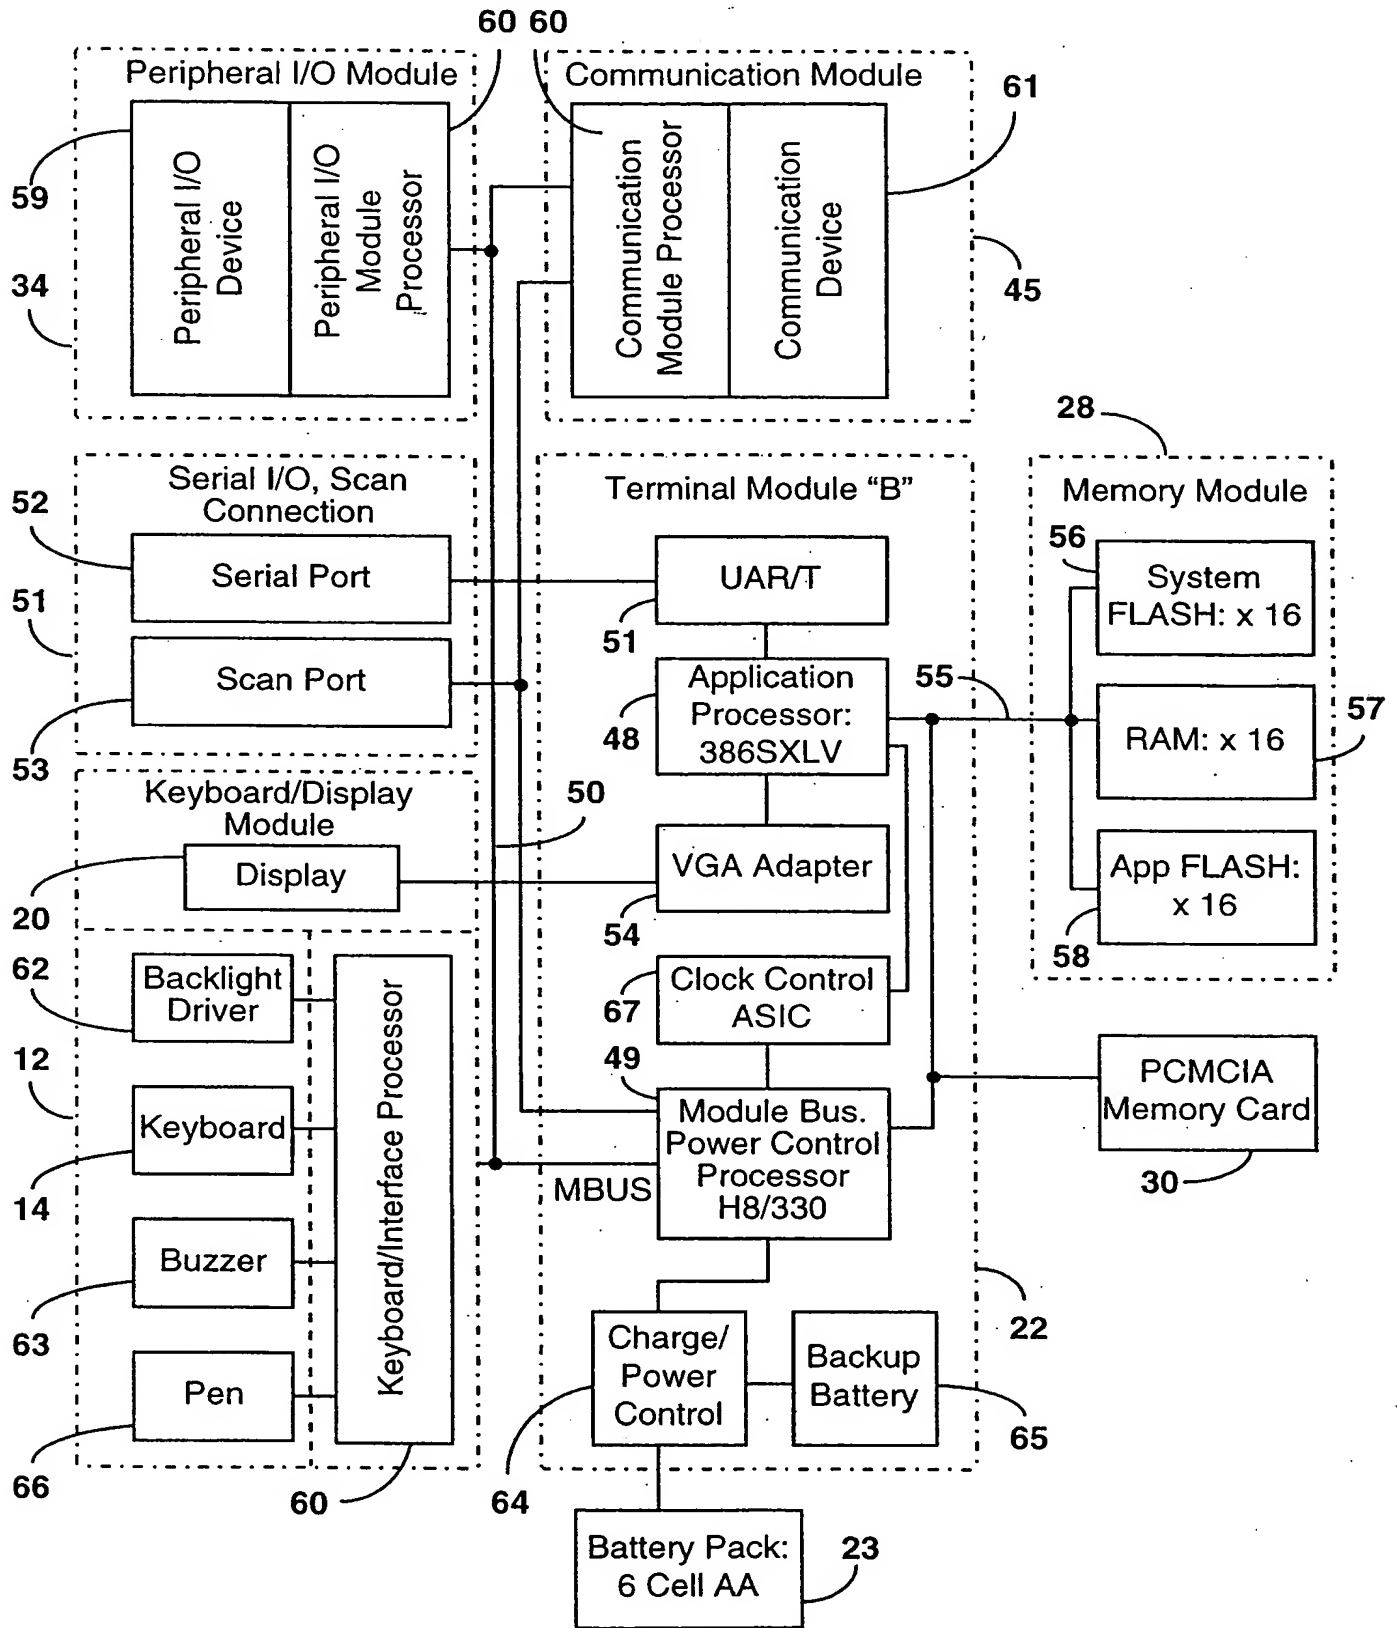 60 60
Peripheral I/O Module
Communication Module
61
59
Peripheral I/O
Device
Peripheral I/O
Module
Processor
Communication
Module Processor
Communication
Device
34
45
28
Serial I/O, Scan
Connection
52
Serial Port
51
Scan Port
53
Terminal Module “B”
UAR/T
51
Application
Processor:
386SXLV
48
55
Memory Module
56
System
FLASH: x 16
RAM: x 16
57
App FLASH:
x 16
58
Keyboard/Display
Module
50
Display
20
VGA Adapter
54
62
Backlight
Driver
Clock Control
ASIC
67
12
49
Keyboard
14
Module Bus.
Power Control
Processor
H8/330
MBUS
PCMCIA
Memory Card
30
Keyboard/Interface Processor
Buzzer
63
22
Pen
66
60
Charge/
Power
Control
64
Backup
Battery
65
Battery Pack:
6 Cell AA
23